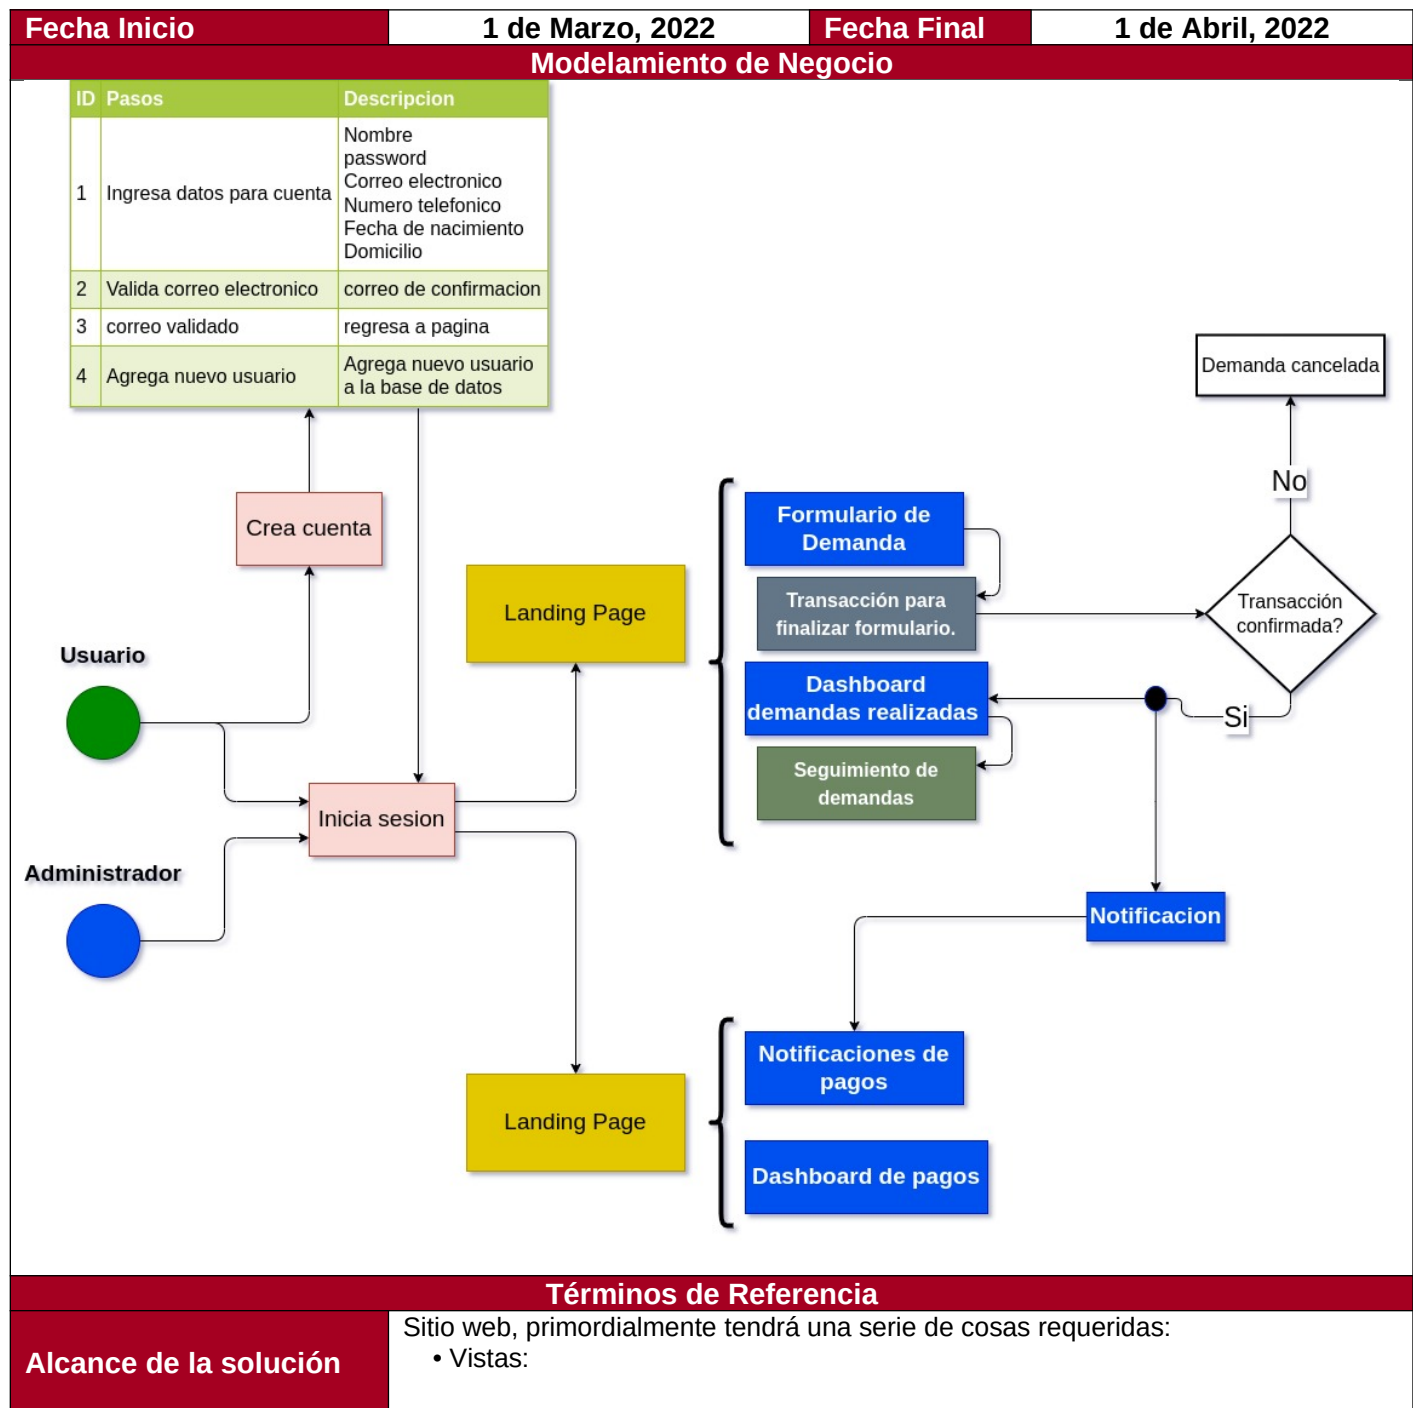 Fecha Inicio 1 de Marzo, 2022 Fecha Final 1 de Abril, 2022
Modelamiento de Negocio
ID Pasos Descripcion
1 Ingresa datos para cuenta
Nombre
password
Correo electronico
Numero telefonico
Fecha de nacimiento
Domicilio
2 Valida correo electronico correo de confirmacion
3 correo validado regresa a pagina
4 Agrega nuevo usuario
Agrega nuevo usuario
a la base de datos
Demanda cancelada
No
Crea cuenta
Formulario de
Demanda
Landing Page
Transacción para
finalizar formulario.
Transacción
confirmada?
Usuario
Dashboard
demandas realizadas
Si
Seguimiento de
demandas
Inicia sesion
Administrador
Notificacion
Notificaciones de
pagos
Landing Page
Dashboard de pagos
Términos de Referencia
Alcance de la solución
Sitio web, primordialmente tendrá una serie de cosas requeridas:
• Vistas: